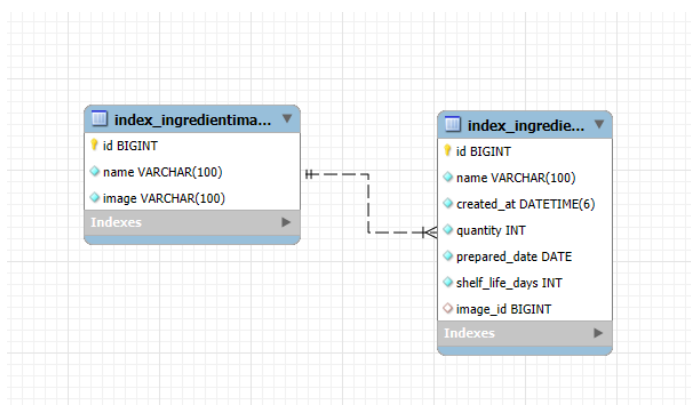 index_ingredientima...
id BIGINT
name VARCHAR(100)
image VARCHAR(100)
Indexes
index_ingredie...
id BIGINT
name VARCHAR(100)
created_at DATETIME(6)
quantity INT
prepared_date DATE
shelf_life_days INT
image_id BIGINT
Indexes